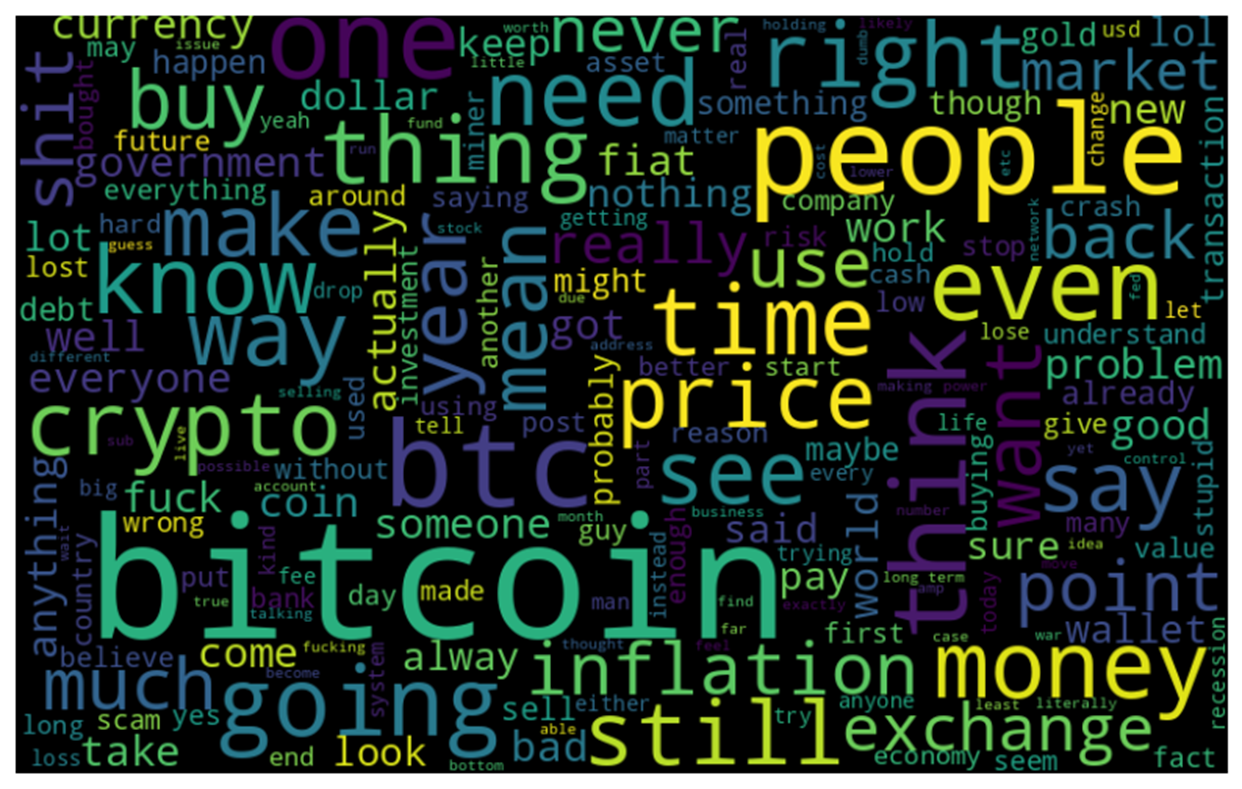 currency
one
keep
never
worth
little
holding
likely
right
gold
usd
lol
may
issue
happen
asset
real
dumb
market
shit
bought
buy
yeah
dollar
miner
need
something
though
new
change
future
fund
thing
fiat
matter
people
government
run
cost
lower
etc
everything
around
saying
nothing
company
crash
transaction
lot
hard
make
actually
year
stock
getting
really
risk
work
stop
network
back
guess
lost
know
drop
investment
another
mean
might
use
hold
cash
even
fed
debt
way
due
got
time
low
let
well
address
lose
understand
different
better
start
think
want
problem
everyone
selling
used
using
probably
price
making
power
already
crypto
sub
live
tell
btc
post
part
reason
maybe
life
give
good
yet
anything
possible
without
see
every
buying
say
control
stupid
big
fuck
account
coin
business
world
number
many
wrong
someone
month
guy
enough
said
sure
idea
value
bitcoin
wait
country
kind
put
fee
bank
true
talking
day
made
man
instead
find
trying
pay
exactly
long term
amp
today
move
point
believe
come
fucking
alway
thought
far
feel
first
case
war
wallet
recession
much
become
system
going
inflation
money
long
scam
yes
sell
either
still
try
anyone
exchange
least
literally
loss
take
end
look
bottom
able
bad
economy
seem
fact